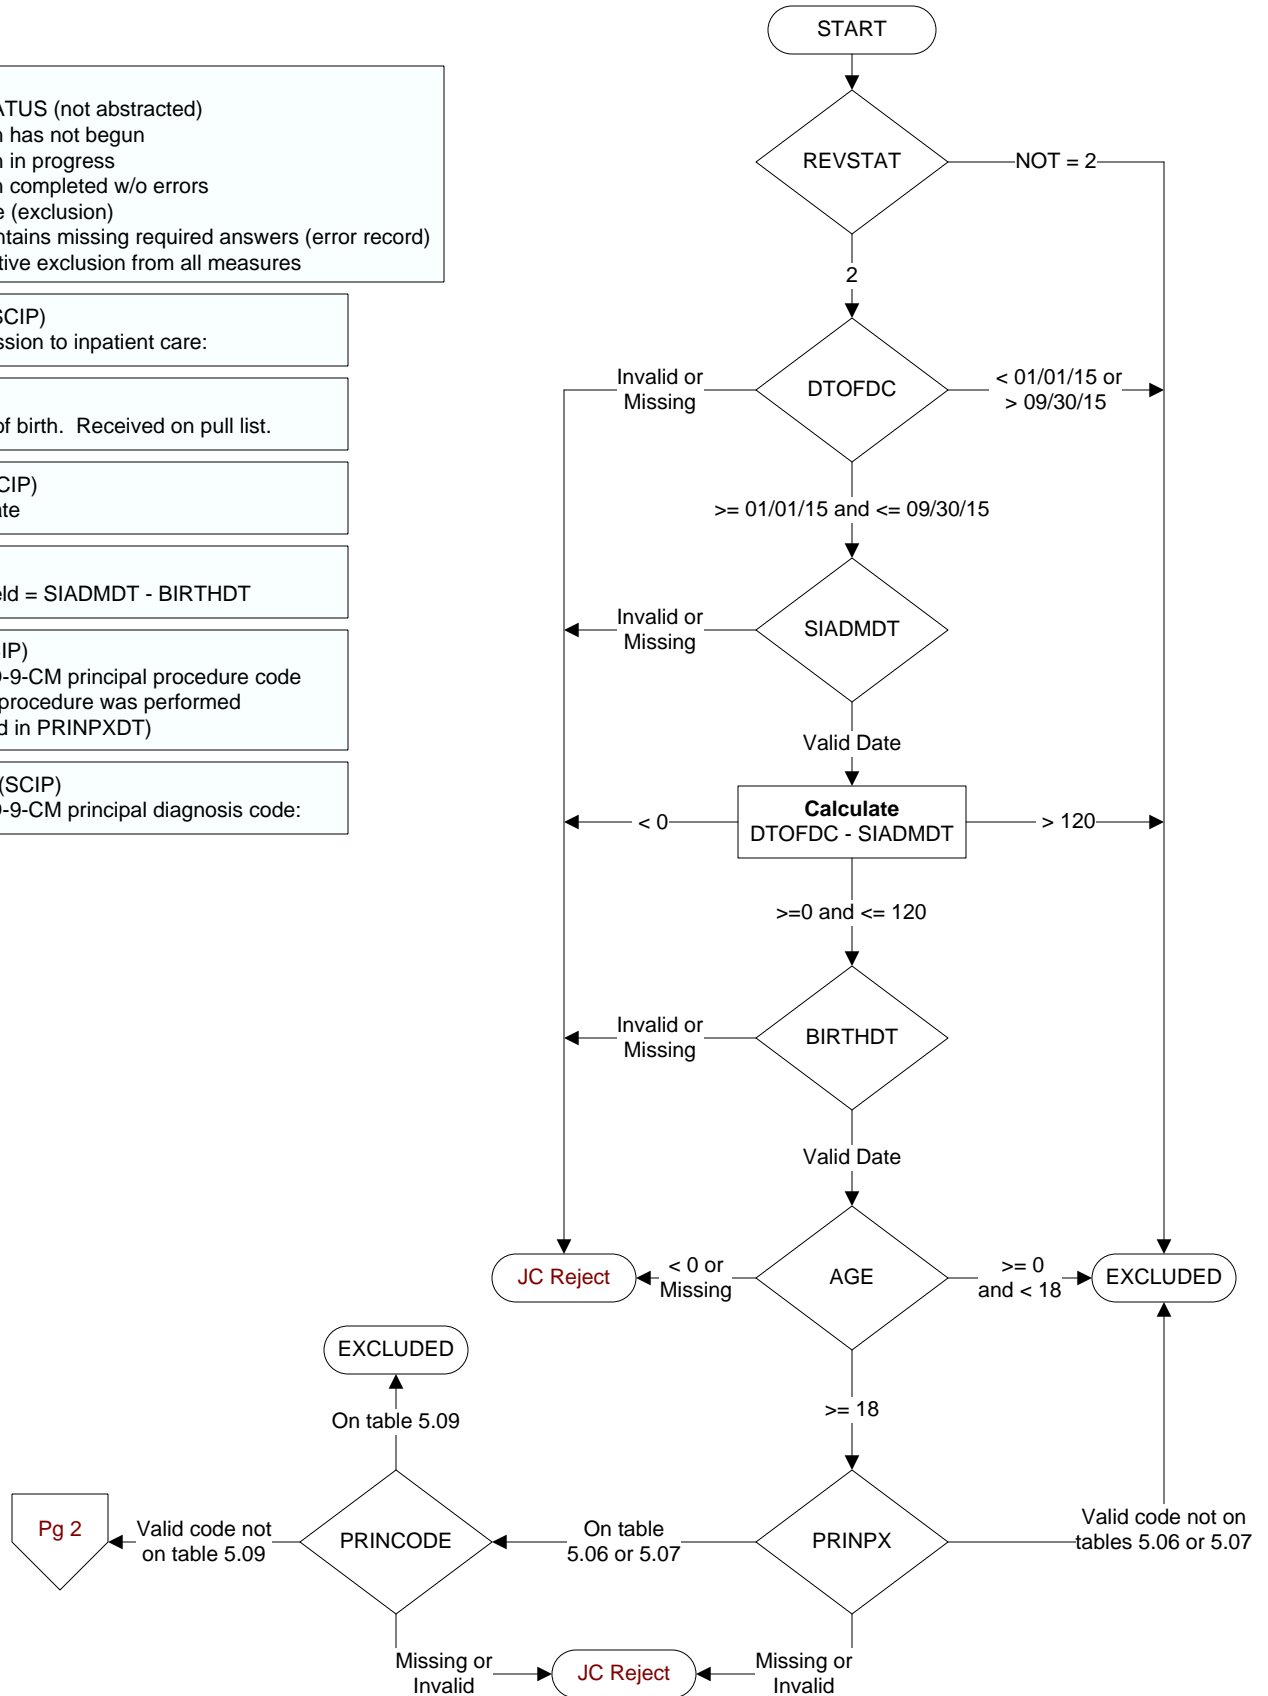 START
ATUS (not abstracted)
n has not begun
n in progress
n completed w/o errors
e (exclusion)
ntains missing required answers (error record)
tive exclusion from all measures
SCIP)
ssion to inpatient care:
of birth.  Received on pull list.
CIP)
ate
eld = SIADMDT - BIRTHDT
CIP)
9-CM principal procedure code
procedure was performed
d in PRINPXDT)
(SCIP)
9-CM principal diagnosis code:
REVSTAT
NOT = 2
2
Invalid or
Missing
DTOFDC
< 01/01/15 or
> 09/30/15
>= 01/01/15 and <= 09/30/15
Invalid or
Missing
SIADMDT
Valid Date
< 0
Calculate
DTOFDC - SIADMDT
> 120
>=0 and <= 120
Invalid or
Missing
BIRTHDT
Valid Date
JC Reject
< 0 or
Missing
AGE
>= 0
and < 18
EXCLUDED
EXCLUDED
On table 5.09
>= 18
Pg 2
Valid code not
on table 5.09
PRINCODE
On table
5.06 or 5.07
PRINPX
Valid code not on
tables 5.06 or 5.07
Missing or
Invalid
JC Reject
Missing or
Invalid